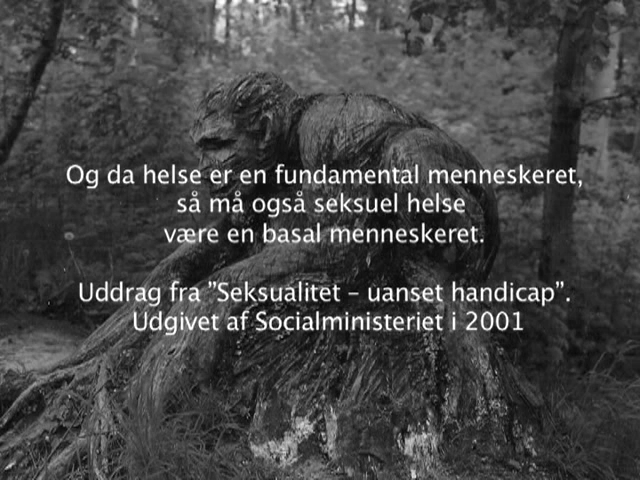 Og da helse er en fundamental menneskeret,
så må også seksuel helse
være en basal menneskeret.
Uddrag fra ”Seksualitet – uanset handicap”.
Udgivet af Socialministeriet i 2001